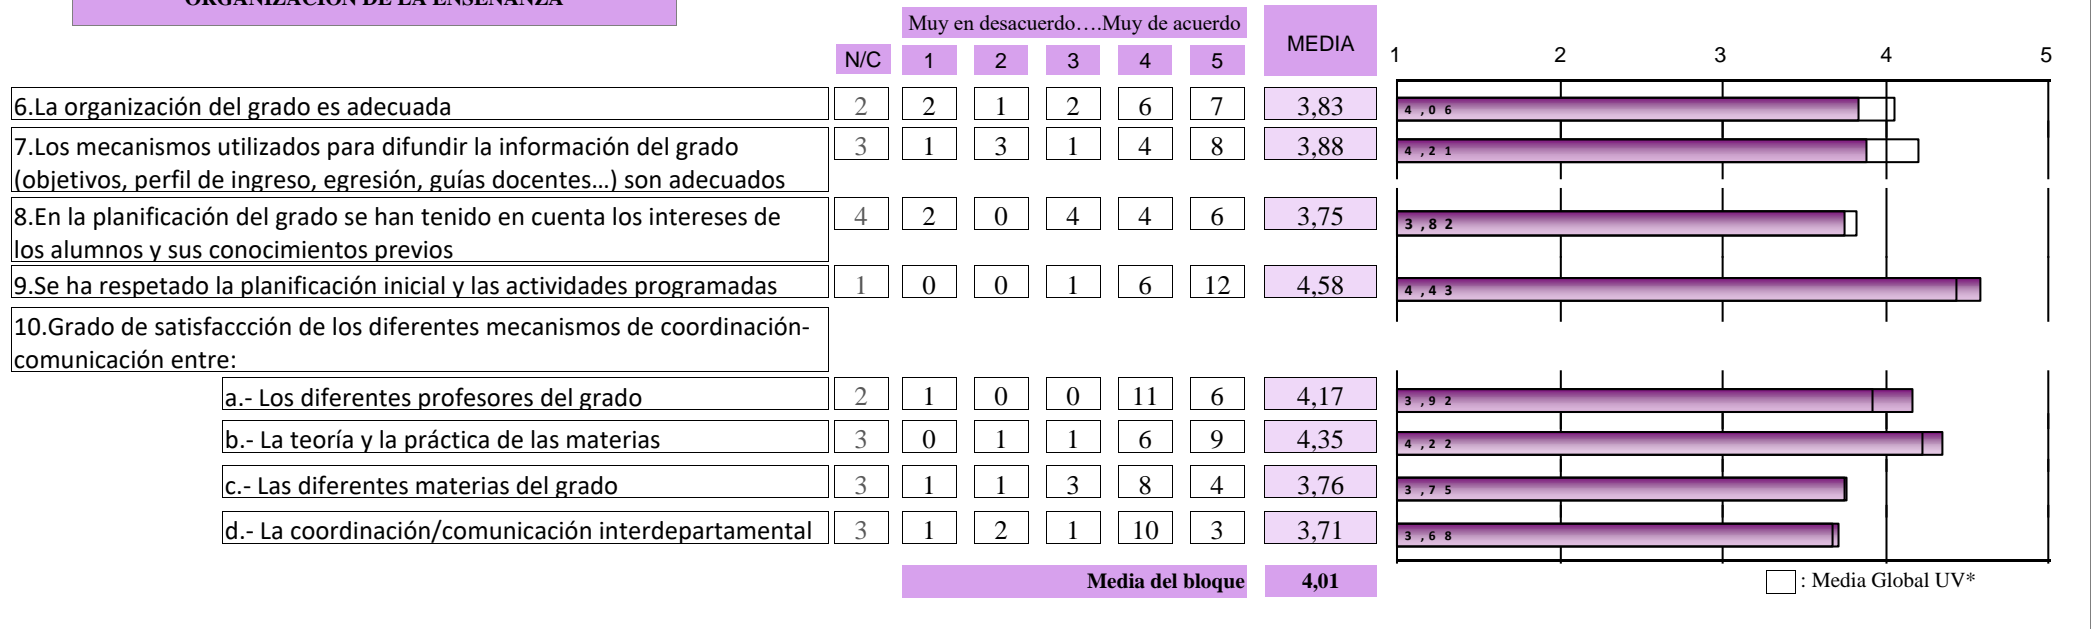 ORGANIZACIÓN DE LA ENSEÑANZA
Muy en desacuerdo….Muy de acuerdo
MEDIA
N/C 1 2 3 4 5
1 2 3 4 5
6.La organización del grado es adecuada 2 2 1 2 6 7 3,83 4,06
7.Los mecanismos utilizados para difundir la información del grado
(objetivos, perfil de ingreso, egresión, guías docentes…) son adecuados 3 1 3 1 4 8 3,88 4,21
8.En la planificación del grado se han tenido en cuenta los intereses de
los alumnos y sus conocimientos previos 4 2 0 4 4 6 3,75 3,82
9.Se ha respetado la planificación inicial y las actividades programadas 1 0 0 1 6 12 4,58 4,43
10.Grado de satisfaccción de los diferentes mecanismos de coordinación-
comunicación entre:
a.- Los diferentes profesores del grado 2 1 0 0 11 6 4,17 3,92
b.- La teoría y la práctica de las materias 3 0 1 1 6 9 4,35 4,22
c.- Las diferentes materias del grado 3 1 1 3 8 4 3,76 3,75
d.- La coordinación/comunicación interdepartamental 3 1 2 1 10 3 3,71 3,68
Media del bloque 4,01
: Media Global UV*